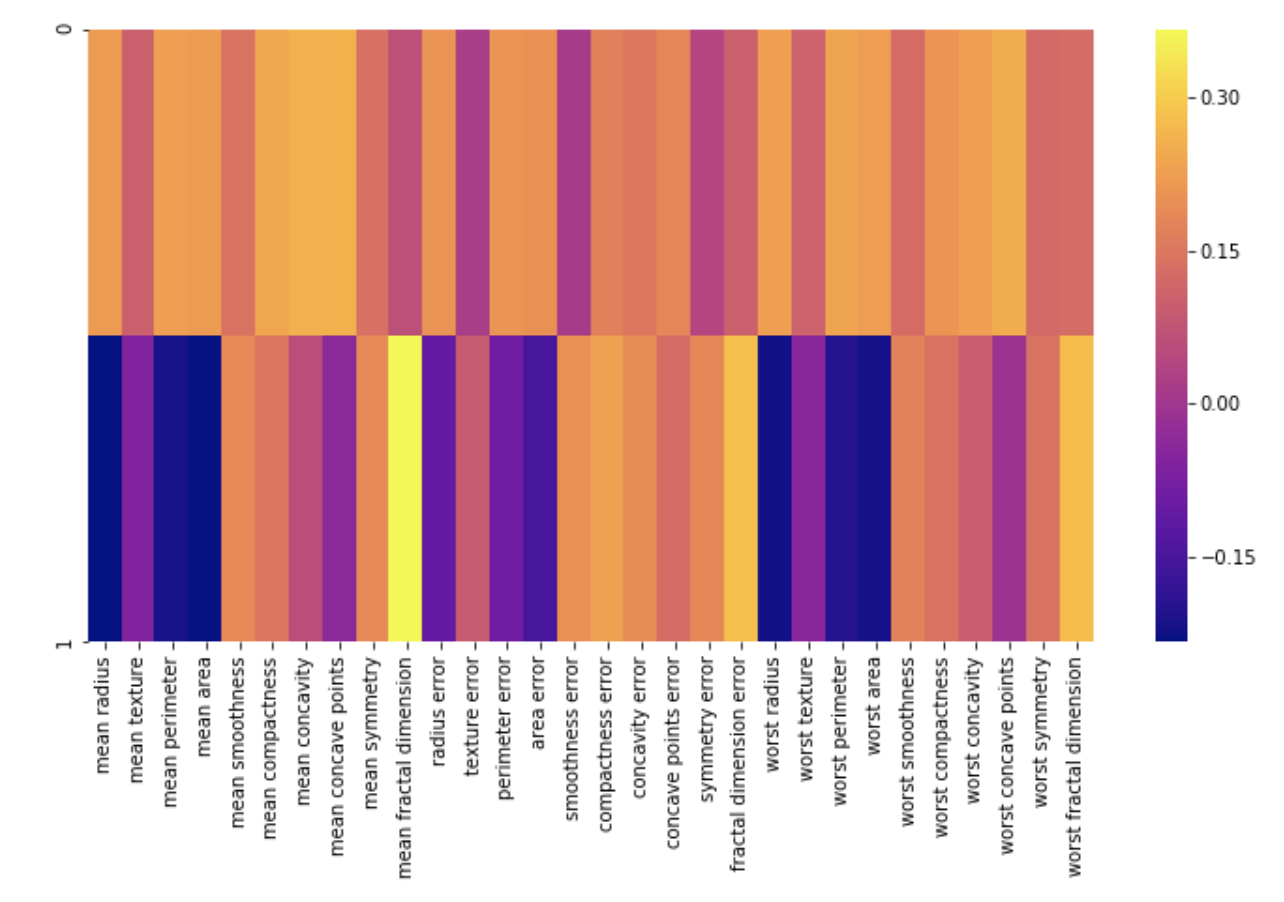 0
1
mean radius
mean texture
mean perimeter
mean area
mean smoothness
mean compactness
mean concavity
mean concave points
mean symmetry
mean fractal dimension
radius error
texture error
perimeter error
area error
smoothness error
compactness error
concavity error
concave points error
symmetry error
fractal dimension error
worst radius
worst texture
worst perimeter
worst area
worst smoothness
worst compactness
worst concavity
worst concave points
worst symmetry
worst fractal dimension
0.30
0.15
0.00
−0.15